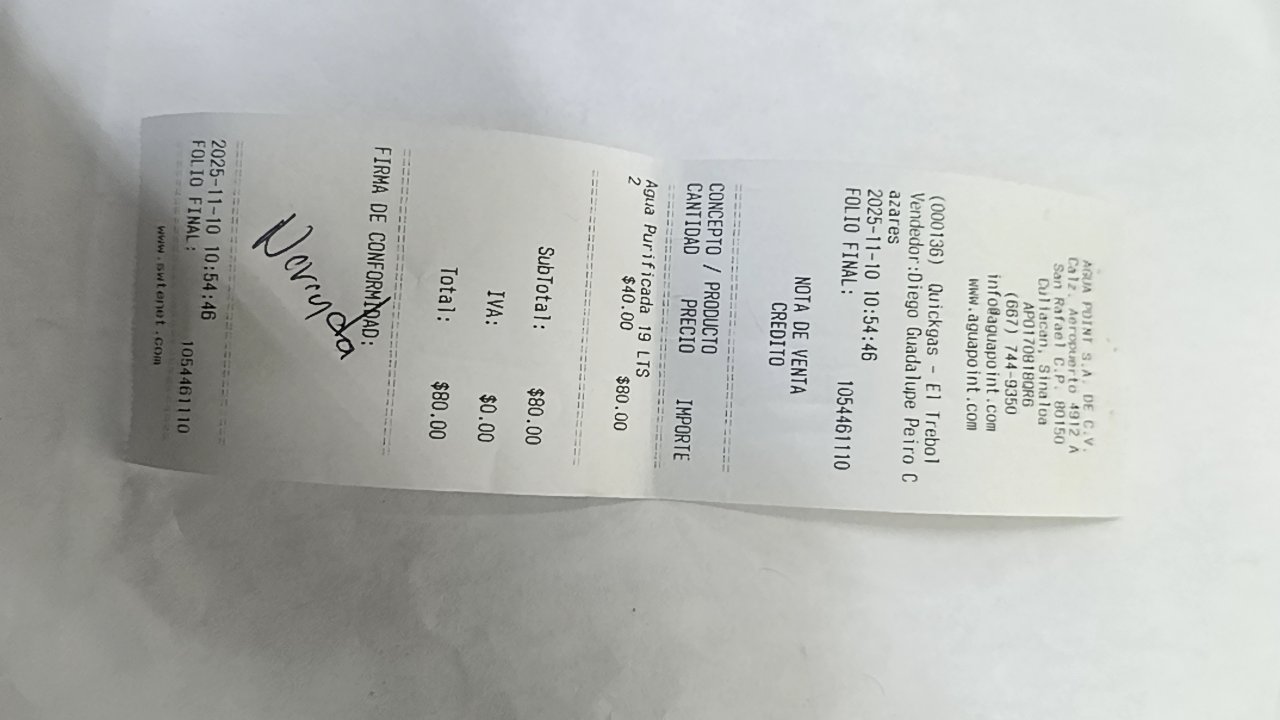 AGUA POINT S.A. DE C.V.
Calz. Aeropuerto 4912 A
San Rafael C.P. 80150
Culiacan, Sinaloa
APO170818QR6
(667) 744-9350
info@aguapoint.com
www.aguapoint.com
(000136) Quickgas - El Trebol
Vendedor:Diego Guadalupe Peiro C
azares
2025-11-10 10:54:46
FOLIO FINAL: 1054461110
NOTA DE VENTA
CREDITO
CONCEPTO / PRODUCTO
CANTIDAD PRECIO IMPORTE
Agua Purificada 19 LTS
2 $40.00 $80.00
SubTotal: $80.00
IVA: $0.00
Total: $80.00
FIRMA DE CONFORMIDAD:
2025-11-10 10:54:46
FOLIO FINAL: 1054461110
www.swtenet.com